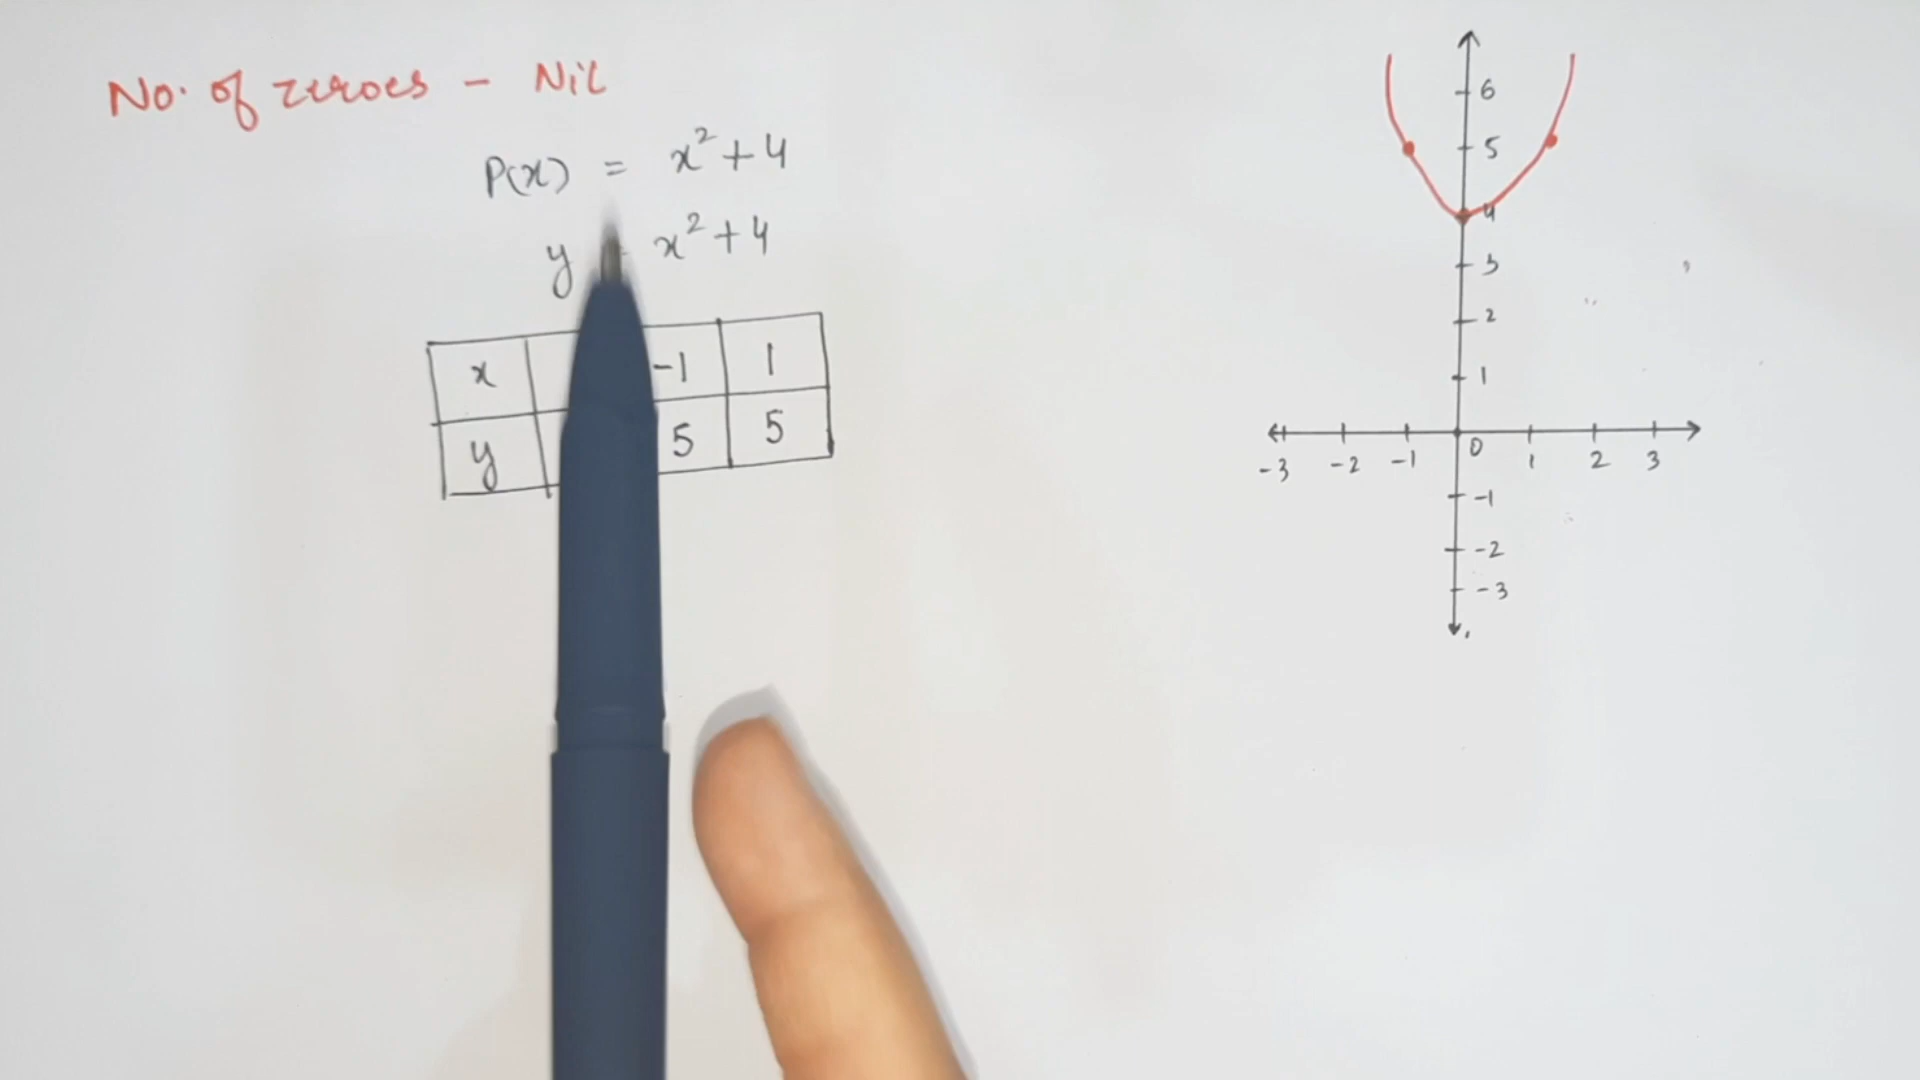 No. of zeroes - Nil
P(x) = x² + 4
y x² + 4
x -1 1
y 5 5
6
5
4
3
2
1
-3 -2 -1 0 1 2 3
-1
-2
-3